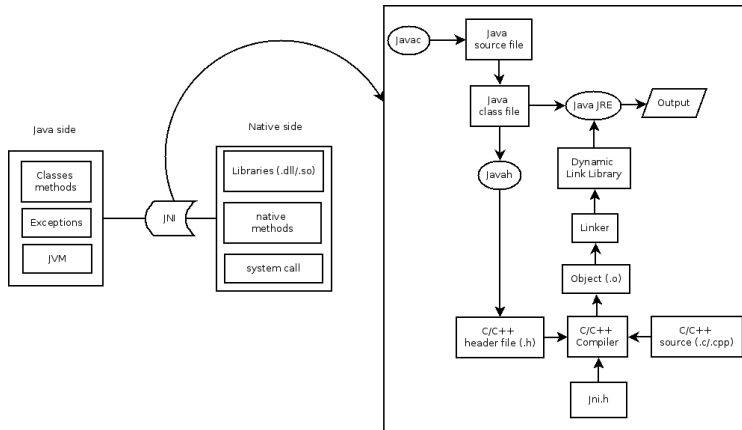 Java side
Classes
methods
Exceptions
JVM
JNI
Native side
Libraries (.dll/.so)
native
methods
system call
Javac
Java
source file
Java
class file
Java JRE
Output
Javah
Dynamic
Link Library
Linker
Object (.o)
C/C++
header file (.h)
C/C++
Compiler
C/C++
source (.c/.cpp)
Jni.h